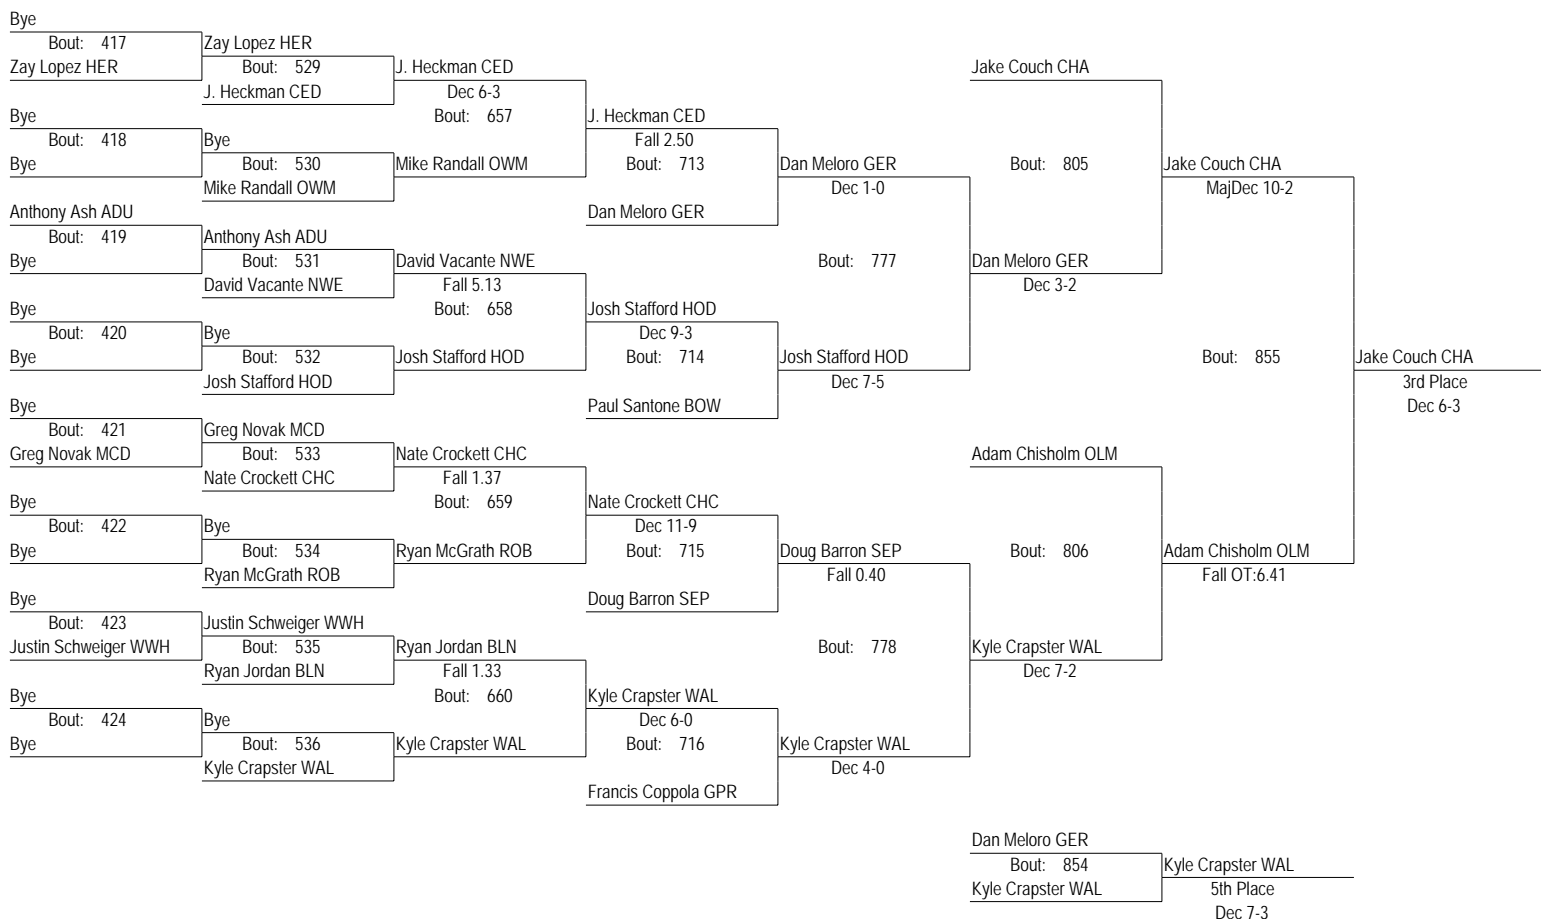 Bye
Bout: 417
Zay Lopez HER
Zay Lopez HER
Bout: 529
J. Heckman CED
J. Heckman CED
Dec 6-3
Bout: 657
Bye
Bout: 418
Bye
Bye
Bout: 530
Mike Randall OWM
Mike Randall OWM
J. Heckman CED
Fall 2.50
Bout: 713
Dan Meloro GER
Dan Meloro GER
Dec 1-0
Anthony Ash ADU
Bout: 419
Bye
Anthony Ash ADU
Bout: 531
David Vacante NWE
David Vacante NWE
Fall 5.13
Bout: 658
Bye
Bout: 420
Bye
Bye
Bout: 532
Josh Stafford HOD
Josh Stafford HOD
Josh Stafford HOD
Dec 9-3
Bout: 714
Paul Santone BOW
Josh Stafford HOD
Dec 7-5
Bout: 777
Jake Couch CHA
Bout: 805
Dan Meloro GER
Dec 3-2
Jake Couch CHA
MajDec 10-2
Bye
Bout: 421
Greg Novak MCD
Greg Novak MCD
Bout: 533
Nate Crockett CHC
Nate Crockett CHC
Fall 1.37
Bout: 659
Bye
Bout: 422
Bye
Bye
Bout: 534
Ryan McGrath ROB
Ryan McGrath ROB
Nate Crockett CHC
Dec 11-9
Bout: 715
Doug Barron SEP
Doug Barron SEP
Fall 0.40
Bye
Bout: 423
Justin Schweiger WWH
Justin Schweiger WWH
Bout: 535
Ryan Jordan BLN
Ryan Jordan BLN
Fall 1.33
Bout: 660
Bye
Bout: 424
Bye
Bye
Bout: 536
Kyle Crapster WAL
Kyle Crapster WAL
Kyle Crapster WAL
Dec 6-0
Bout: 716
Francis Coppola GPR
Kyle Crapster WAL
Dec 4-0
Bout: 778
Adam Chisholm OLM
Bout: 806
Kyle Crapster WAL
Dec 7-2
Adam Chisholm OLM
Fall OT:6.41
Bout: 855
Jake Couch CHA
3rd Place
Dec 6-3
Dan Meloro GER
Bout: 854
Kyle Crapster WAL
Kyle Crapster WAL
5th Place
Dec 7-3